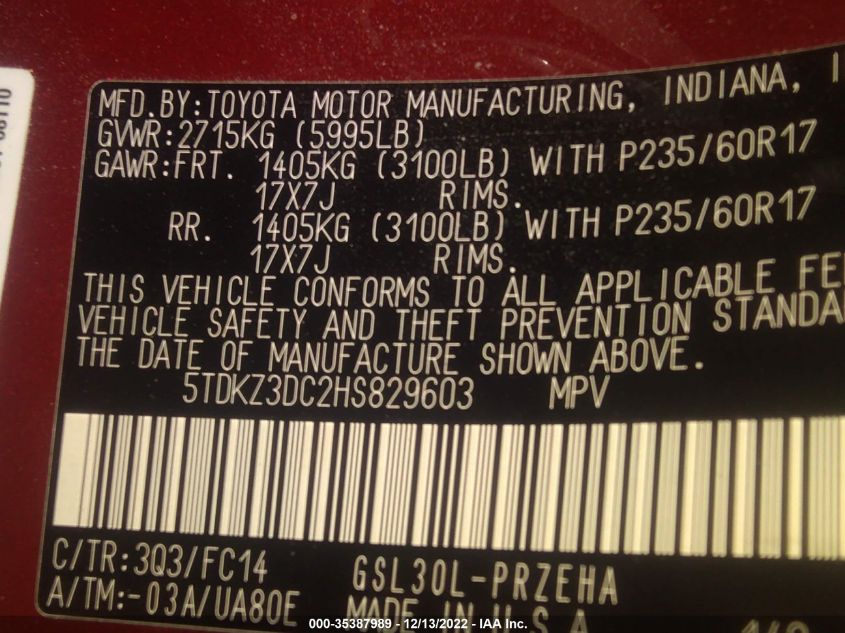 MFD.BY:TOYOTA MOTOR MANUFACTURING, INDIANA, I
GVWR:2715KG (5995LB)
GAWR:FRT. 1405KG (3100LB) WITH P235/60R17
17X7J RIMS.
RR. 1405KG (3100LB) WITH P235/60R17
17X7J RIMS.
THIS VEHICLE CONFORMS TO ALL APPLICABLE FE
VEHICLE SAFETY AND THEFT PREVENTION STANDA
THE DATE OF MANUFACTURE SHOWN ABOVE.
5TDKZ3DC2HS829603 MPV
C/TR:3Q3/FC14 GSL30L-PRZEHA
A/TM:-03A/UA80E MADE IN U.S.A
000-35387989 - 12/13/2022 - IAA Inc.